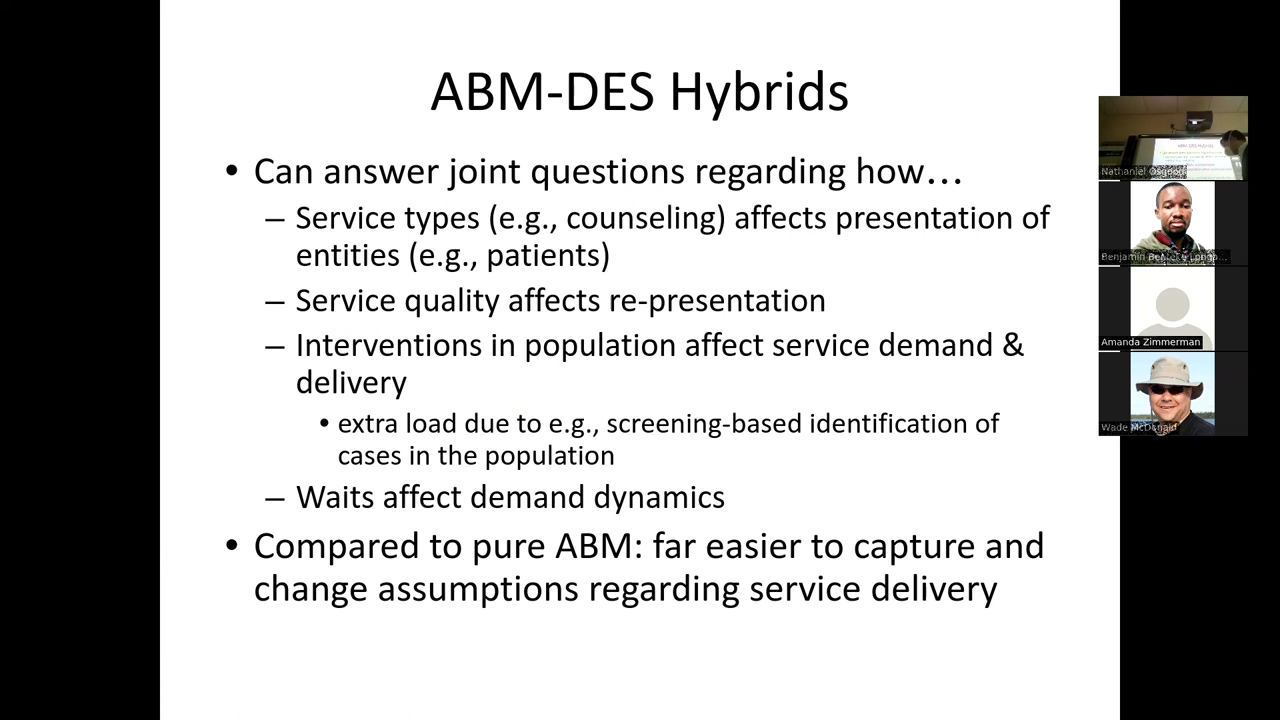 ABM-DES Hybrids
• Can answer joint questions regarding how…
– Service types (e.g., counseling) affects presentation of
entities (e.g., patients)
– Service quality affects re-presentation
– Interventions in population affect service demand &
delivery
• extra load due to e.g., screening-based identification of
cases in the population
– Waits affect demand dynamics
• Compared to pure ABM: far easier to capture and
change assumptions regarding service delivery
ABM-DES Hybrids
Nathaniel Osgood
Benjamin
Amanda Zimmerman
Wade McDonald